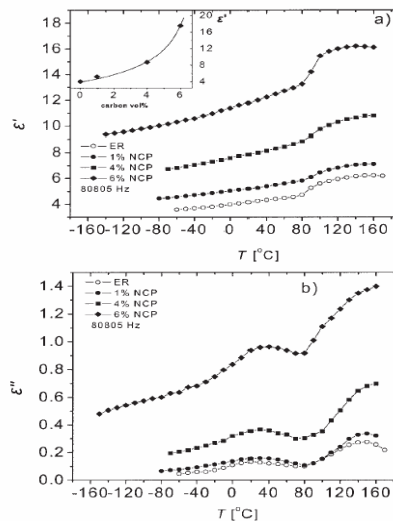 20
ε'
a)
16
12
8
4
0 2 4 6
carbon vol%
18
16
14
12
10
8
6
4
2
ε'
ER
1% NCP
4% NCP
6% NCP
80805 Hz
-160 -120 -80 -40 0 40 80 120 160
T [°C]
1.4
1.2
1.0
0.8
0.6
0.4
0.2
0.0
ε''
b)
ER
1% NCP
4% NCP
6% NCP
80805 Hz
-160 -120 -80 -40 0 40 80 120 160
T [°C]